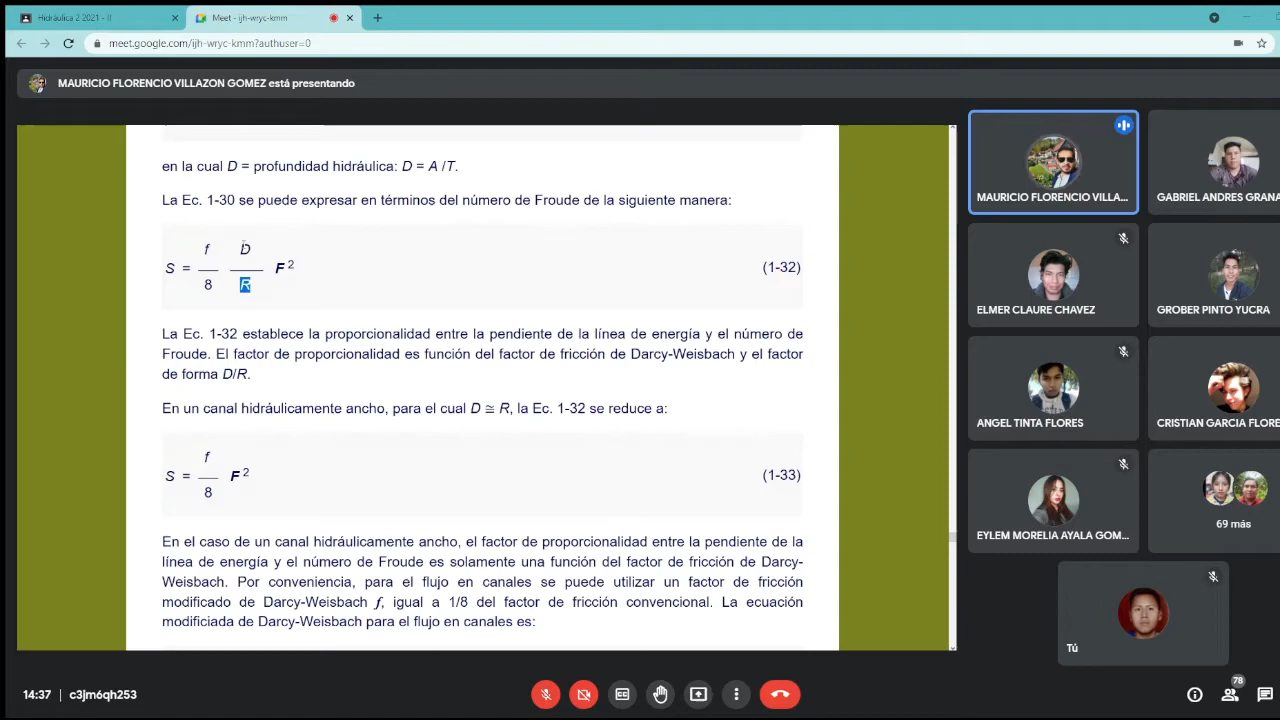 Hidráulica 2 2021 - II
Meet - ijh-wryc-kmm
meet.google.com/ijh-wryc-kmm?authuser=0
MAURICIO FLORENCIO VILLAZON GOMEZ está presentando
en la cual D = profundidad hidráulica: D = A /T.
La Ec. 1-30 se puede expresar en términos del número de Froude de la siguiente manera:
f D
S = —— —— F 2 (1-32)
8 R
La Ec. 1-32 establece la proporcionalidad entre la pendiente de la línea de energía y el número de
Froude. El factor de proporcionalidad es función del factor de fricción de Darcy-Weisbach y el factor
de forma D/R.
En un canal hidráulicamente ancho, para el cual D ≅ R, la Ec. 1-32 se reduce a:
f
S = —— F 2 (1-33)
8
En el caso de un canal hidráulicamente ancho, el factor de proporcionalidad entre la pendiente de la
línea de energía y el número de Froude es solamente una función del factor de fricción de Darcy-
Weisbach. Por conveniencia, para el flujo en canales se puede utilizar un factor de fricción
modificado de Darcy-Weisbach f, igual a 1/8 del factor de fricción convencional. La ecuación
modificiada de Darcy-Weisbach para el flujo en canales es:
MAURICIO FLORENCIO VILLA...
GABRIEL ANDRES GRANA
ELMER CLAURE CHAVEZ
GROBER PINTO YUCRA
ANGEL TINTA FLORES
CRISTIAN GARCIA FLORE
EYLEM MORELIA AYALA GOM...
69 más
Tú
14:37 | c3jm6qh253
78